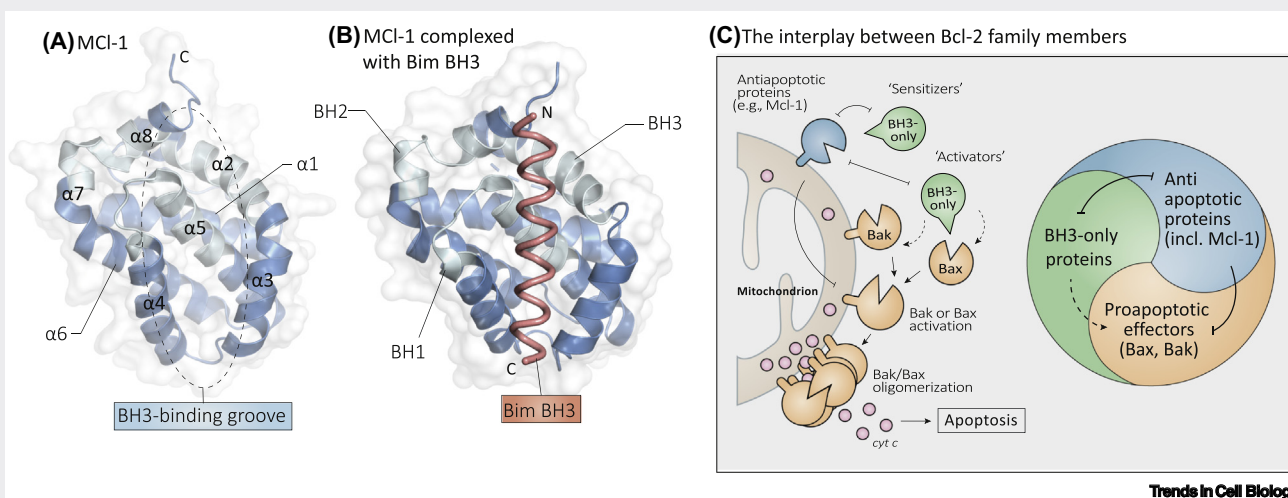 (A) MCl-1
C
α8
α2
α1
α7
α5
α3
α4
α6
BH3-binding groove
(B) MCl-1 complexed
with Bim BH3
N
BH2
BH3
BH1
C
Bim BH3
(C) The interplay between Bcl-2 family members
Antiapoptotic
proteins
(e.g., Mcl-1)
‘Sensitizers’
BH3-
only
‘Activators’
BH3-
only
Bak
Bax
Mitochondrion
Bak or Bax
activation
Bak/Bax
oligomerization
cyt c
Apoptosis
Anti
apoptotic
proteins
(incl. Mcl-1)
BH3-only
proteins
Proapoptotic
effectors
(Bax, Bak)
Trends in Cell Biolo